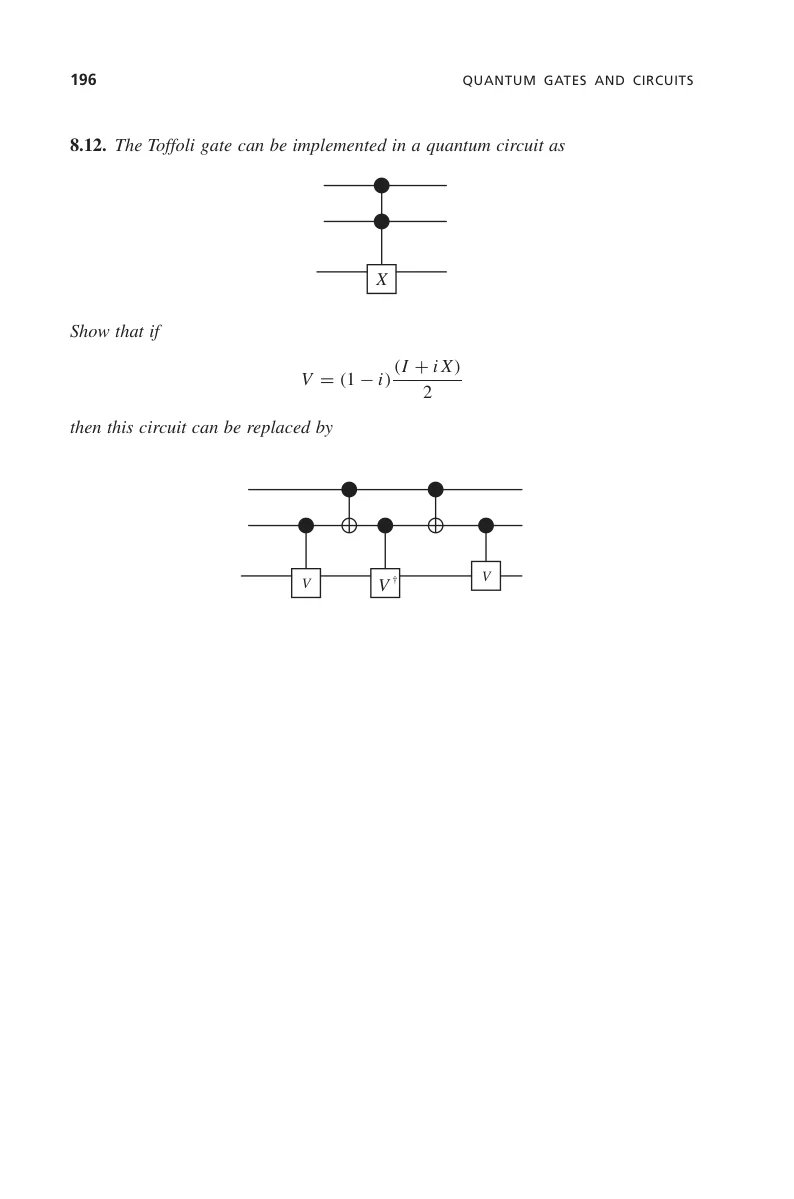 196 QUANTUM GATES AND CIRCUITS
8.12. The Toffoli gate can be implemented in a quantum circuit as
X
Show that if
V = (1 − i) (I + iX) / 2
then this circuit can be replaced by
V V† V